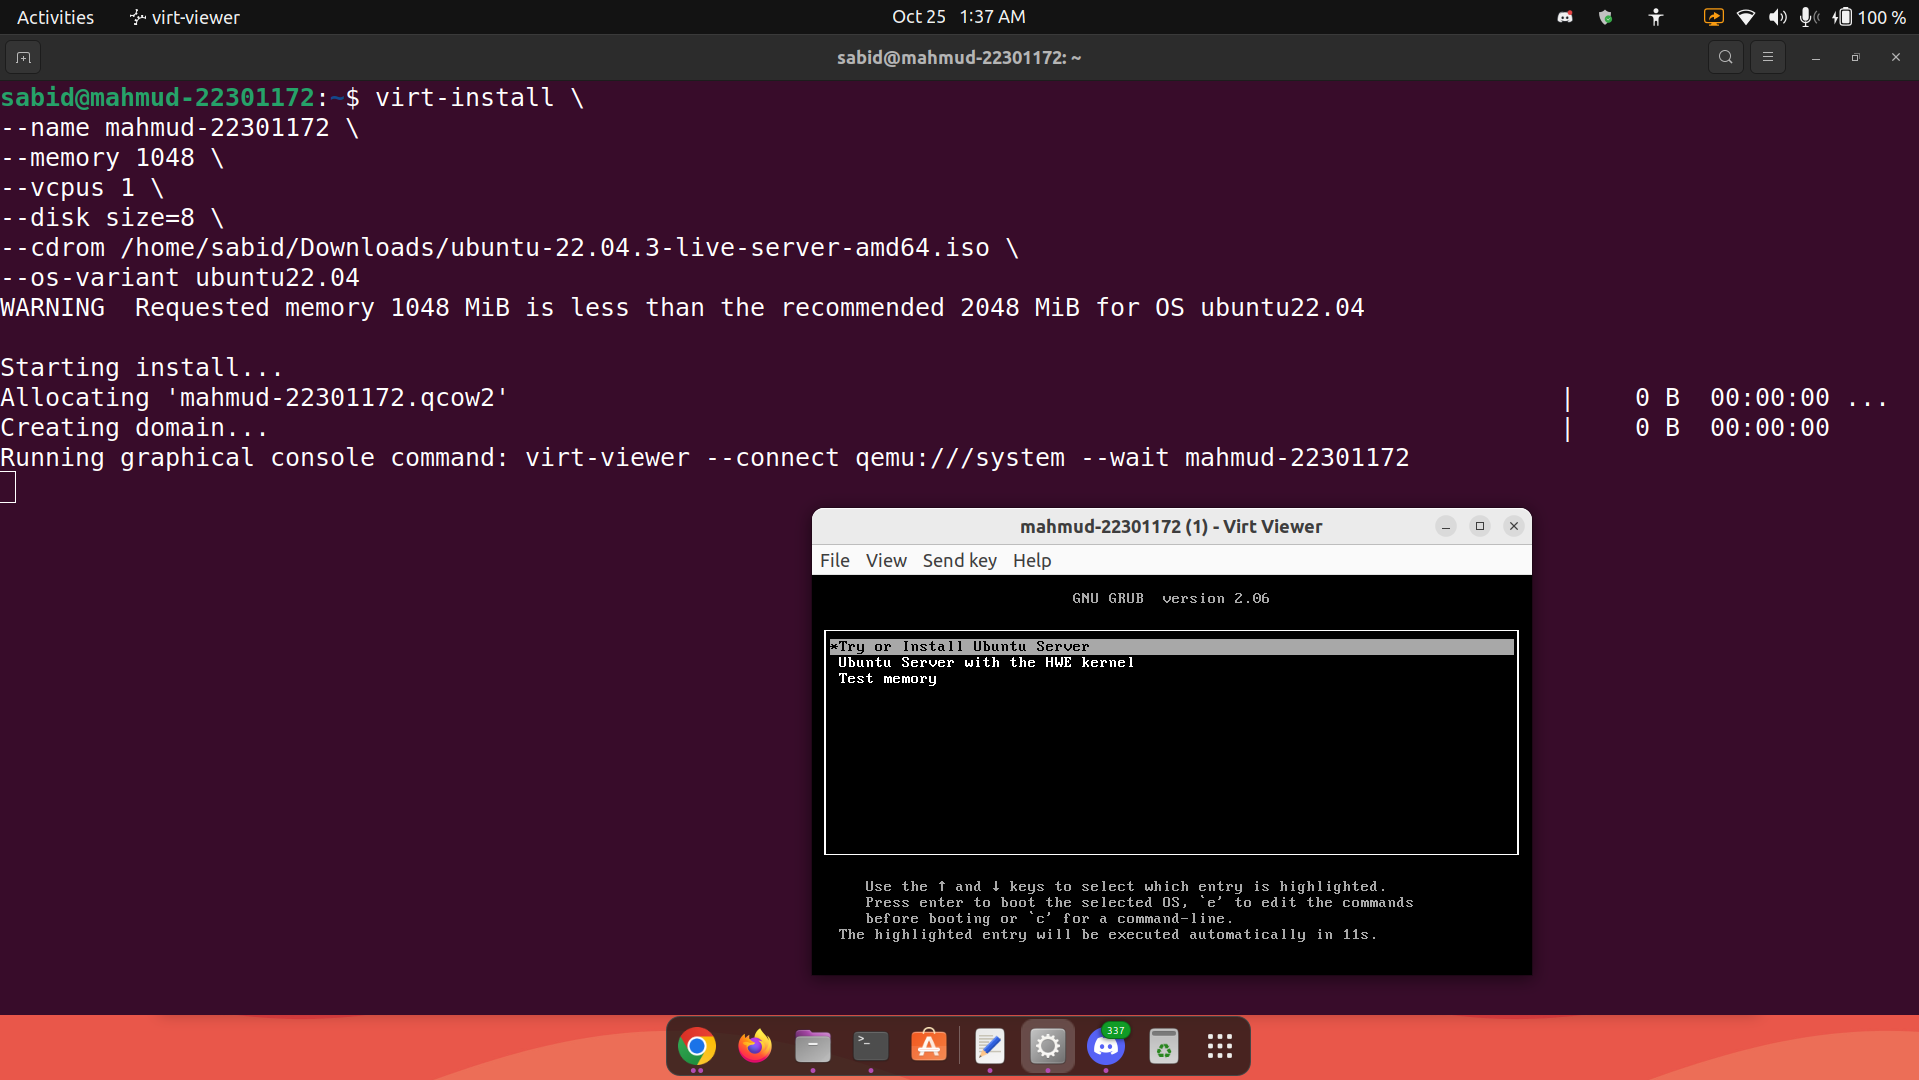 Activities virt-viewer Oct 25 1:37 AM 100 %
sabid@mahmud-22301172: ~
sabid@mahmud-22301172:~$ virt-install \
--name mahmud-22301172 \
--memory 1048 \
--vcpus 1 \
--disk size=8 \
--cdrom /home/sabid/Downloads/ubuntu-22.04.3-live-server-amd64.iso \
--os-variant ubuntu22.04
WARNING  Requested memory 1048 MiB is less than the recommended 2048 MiB for OS ubuntu22.04
Starting install...
Allocating 'mahmud-22301172.qcow2' | 0 B 00:00:00 ...
Creating domain... | 0 B 00:00:00
Running graphical console command: virt-viewer --connect qemu:///system --wait mahmud-22301172
mahmud-22301172 (1) - Virt Viewer
File View Send key Help
GNU GRUB  version 2.06
*Try or Install Ubuntu Server
Ubuntu Server with the HWE kernel
Test memory
Use the ↑ and ↓ keys to select which entry is highlighted.
Press enter to boot the selected OS, `e' to edit the commands
before booting or `c' for a command-line.
The highlighted entry will be executed automatically in 11s.
>_
337